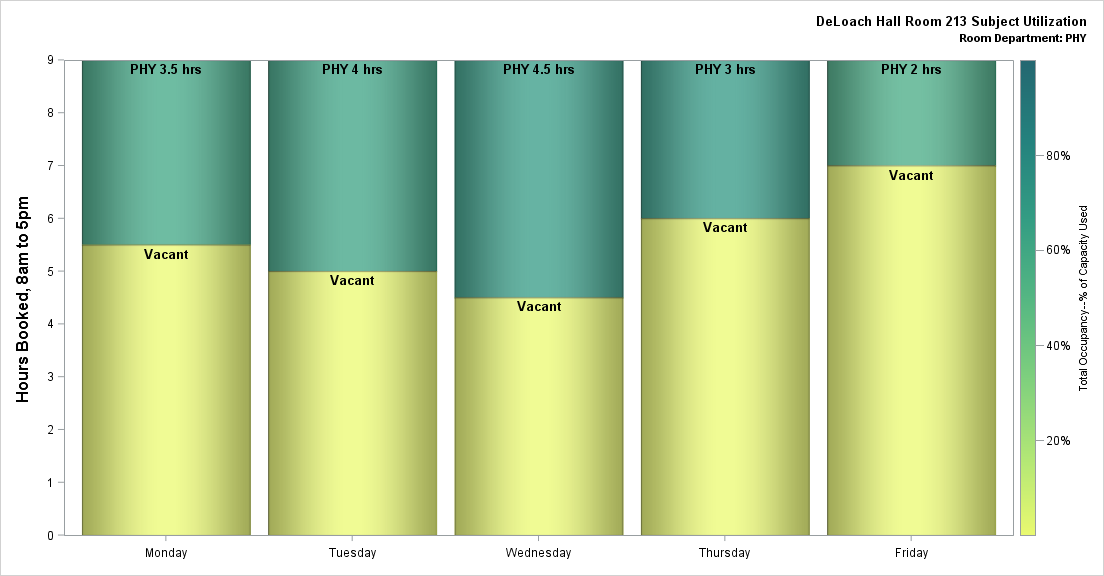 DeLoach Hall Room 213 Subject Utilization
Room Department: PHY
Hours Booked, 8am to 5pm
9
8
7
6
5
4
3
2
1
0
PHY 3.5 hrs
PHY 4 hrs
PHY 4.5 hrs
PHY 3 hrs
PHY 2 hrs
Vacant
Vacant
Vacant
Vacant
Vacant
Monday
Tuesday
Wednesday
Thursday
Friday
80%
60%
40%
20%
Total Occupancy--% of Capacity Used